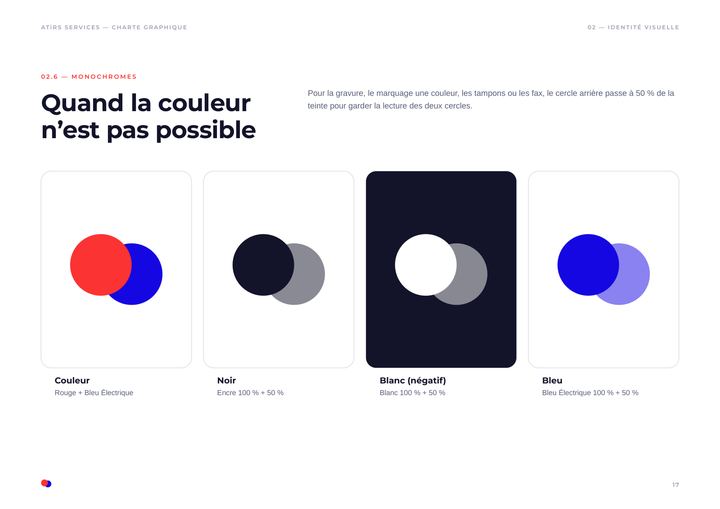 ATÏRS SERVICES — CHARTE GRAPHIQUE
02 — IDENTITÉ VISUELLE
02.6 — MONOCHROMES
Quand la couleur
n’est pas possible
Pour la gravure, le marquage une couleur, les tampons ou les fax, le cercle arrière passe à 50 % de la
teinte pour garder la lecture des deux cercles.
Couleur
Rouge + Bleu Électrique
Noir
Encre 100 % + 50 %
Blanc (négatif)
Blanc 100 % + 50 %
Bleu
Bleu Électrique 100 % + 50 %
17